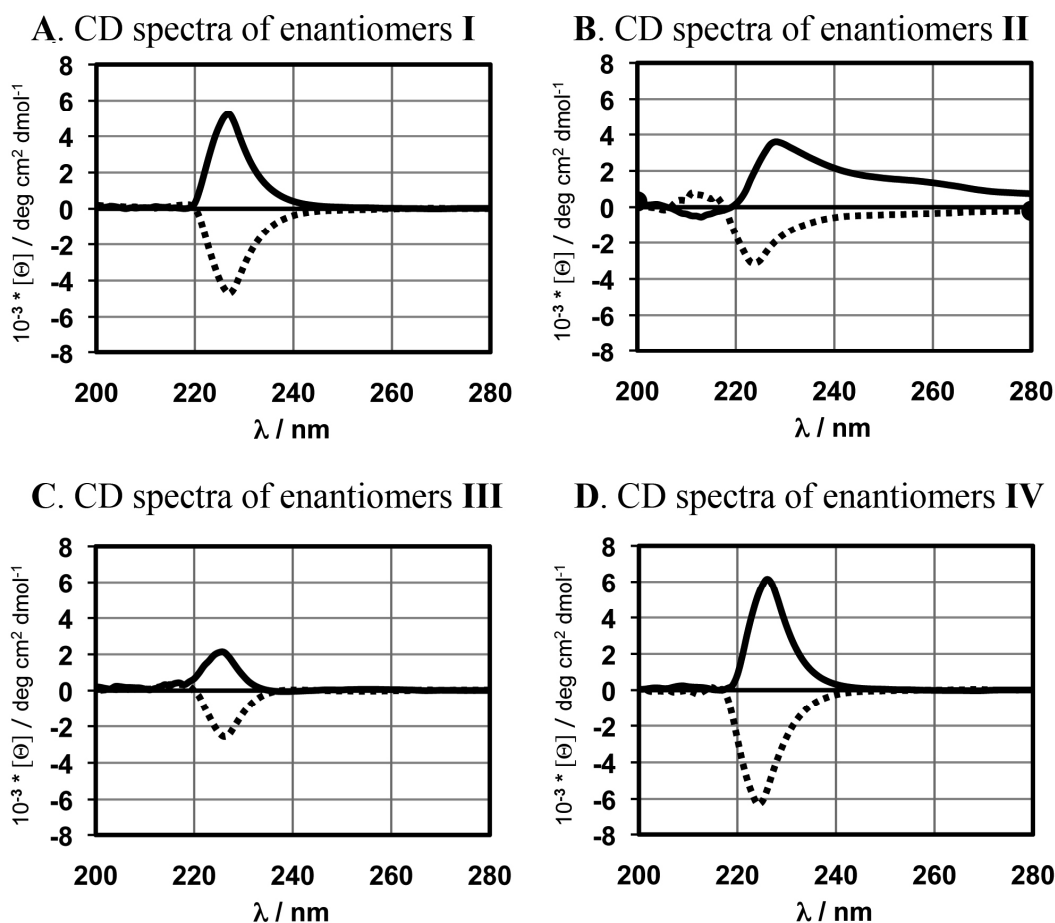 A. CD spectra of enantiomers I
8
6
4
2
0
-2
-4
-6
-8
10-3 * [Θ] / deg cm2 dmol-1
200 220 240 260 280
λ / nm
B. CD spectra of enantiomers II
8
6
4
2
0
-2
-4
-6
-8
10-3 * [Θ] / deg cm2 dmol-1
200 220 240 260 280
λ / nm
C. CD spectra of enantiomers III
8
6
4
2
0
-2
-4
-6
-8
10-3 * [Θ] / deg cm2 dmol-1
200 220 240 260 280
λ / nm
D. CD spectra of enantiomers IV
8
6
4
2
0
-2
-4
-6
-8
10-3 * [Θ] / deg cm2 dmol-1
200 220 240 260 280
λ / nm